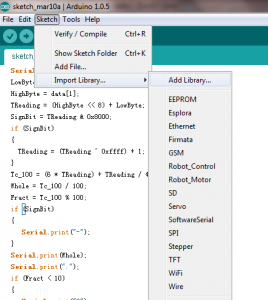 sketch_mar10a | Arduino 1.0.5
File Edit Sketch Tools Help
Verify / Compile Ctrl+R
Show Sketch Folder Ctrl+K
Add File...
Import Library...
Add Library...
EEPROM
Esplora
Ethernet
Firmata
GSM
Robot_Control
Robot_Motor
SD
Servo
SoftwareSerial
SPI
Stepper
TFT
WiFi
Wire
sketch_
Seria
LowByte
HighByte = data[1];
TReading = (HighByte << 8) + LowByte;
SignBit = TReading & 0x8000;
if (SignBit)
{
TReading = (TReading ^ 0xffff) + 1;
}
Tc_100 = (6 * TReading) + TReading / 4
Whole = Tc_100 / 100;
Fract = Tc_100 % 100;
if (SignBit)
{
Serial.print("-");
}
Serial.print(Whole);
Serial.print(".");
if (Fract < 10)
{